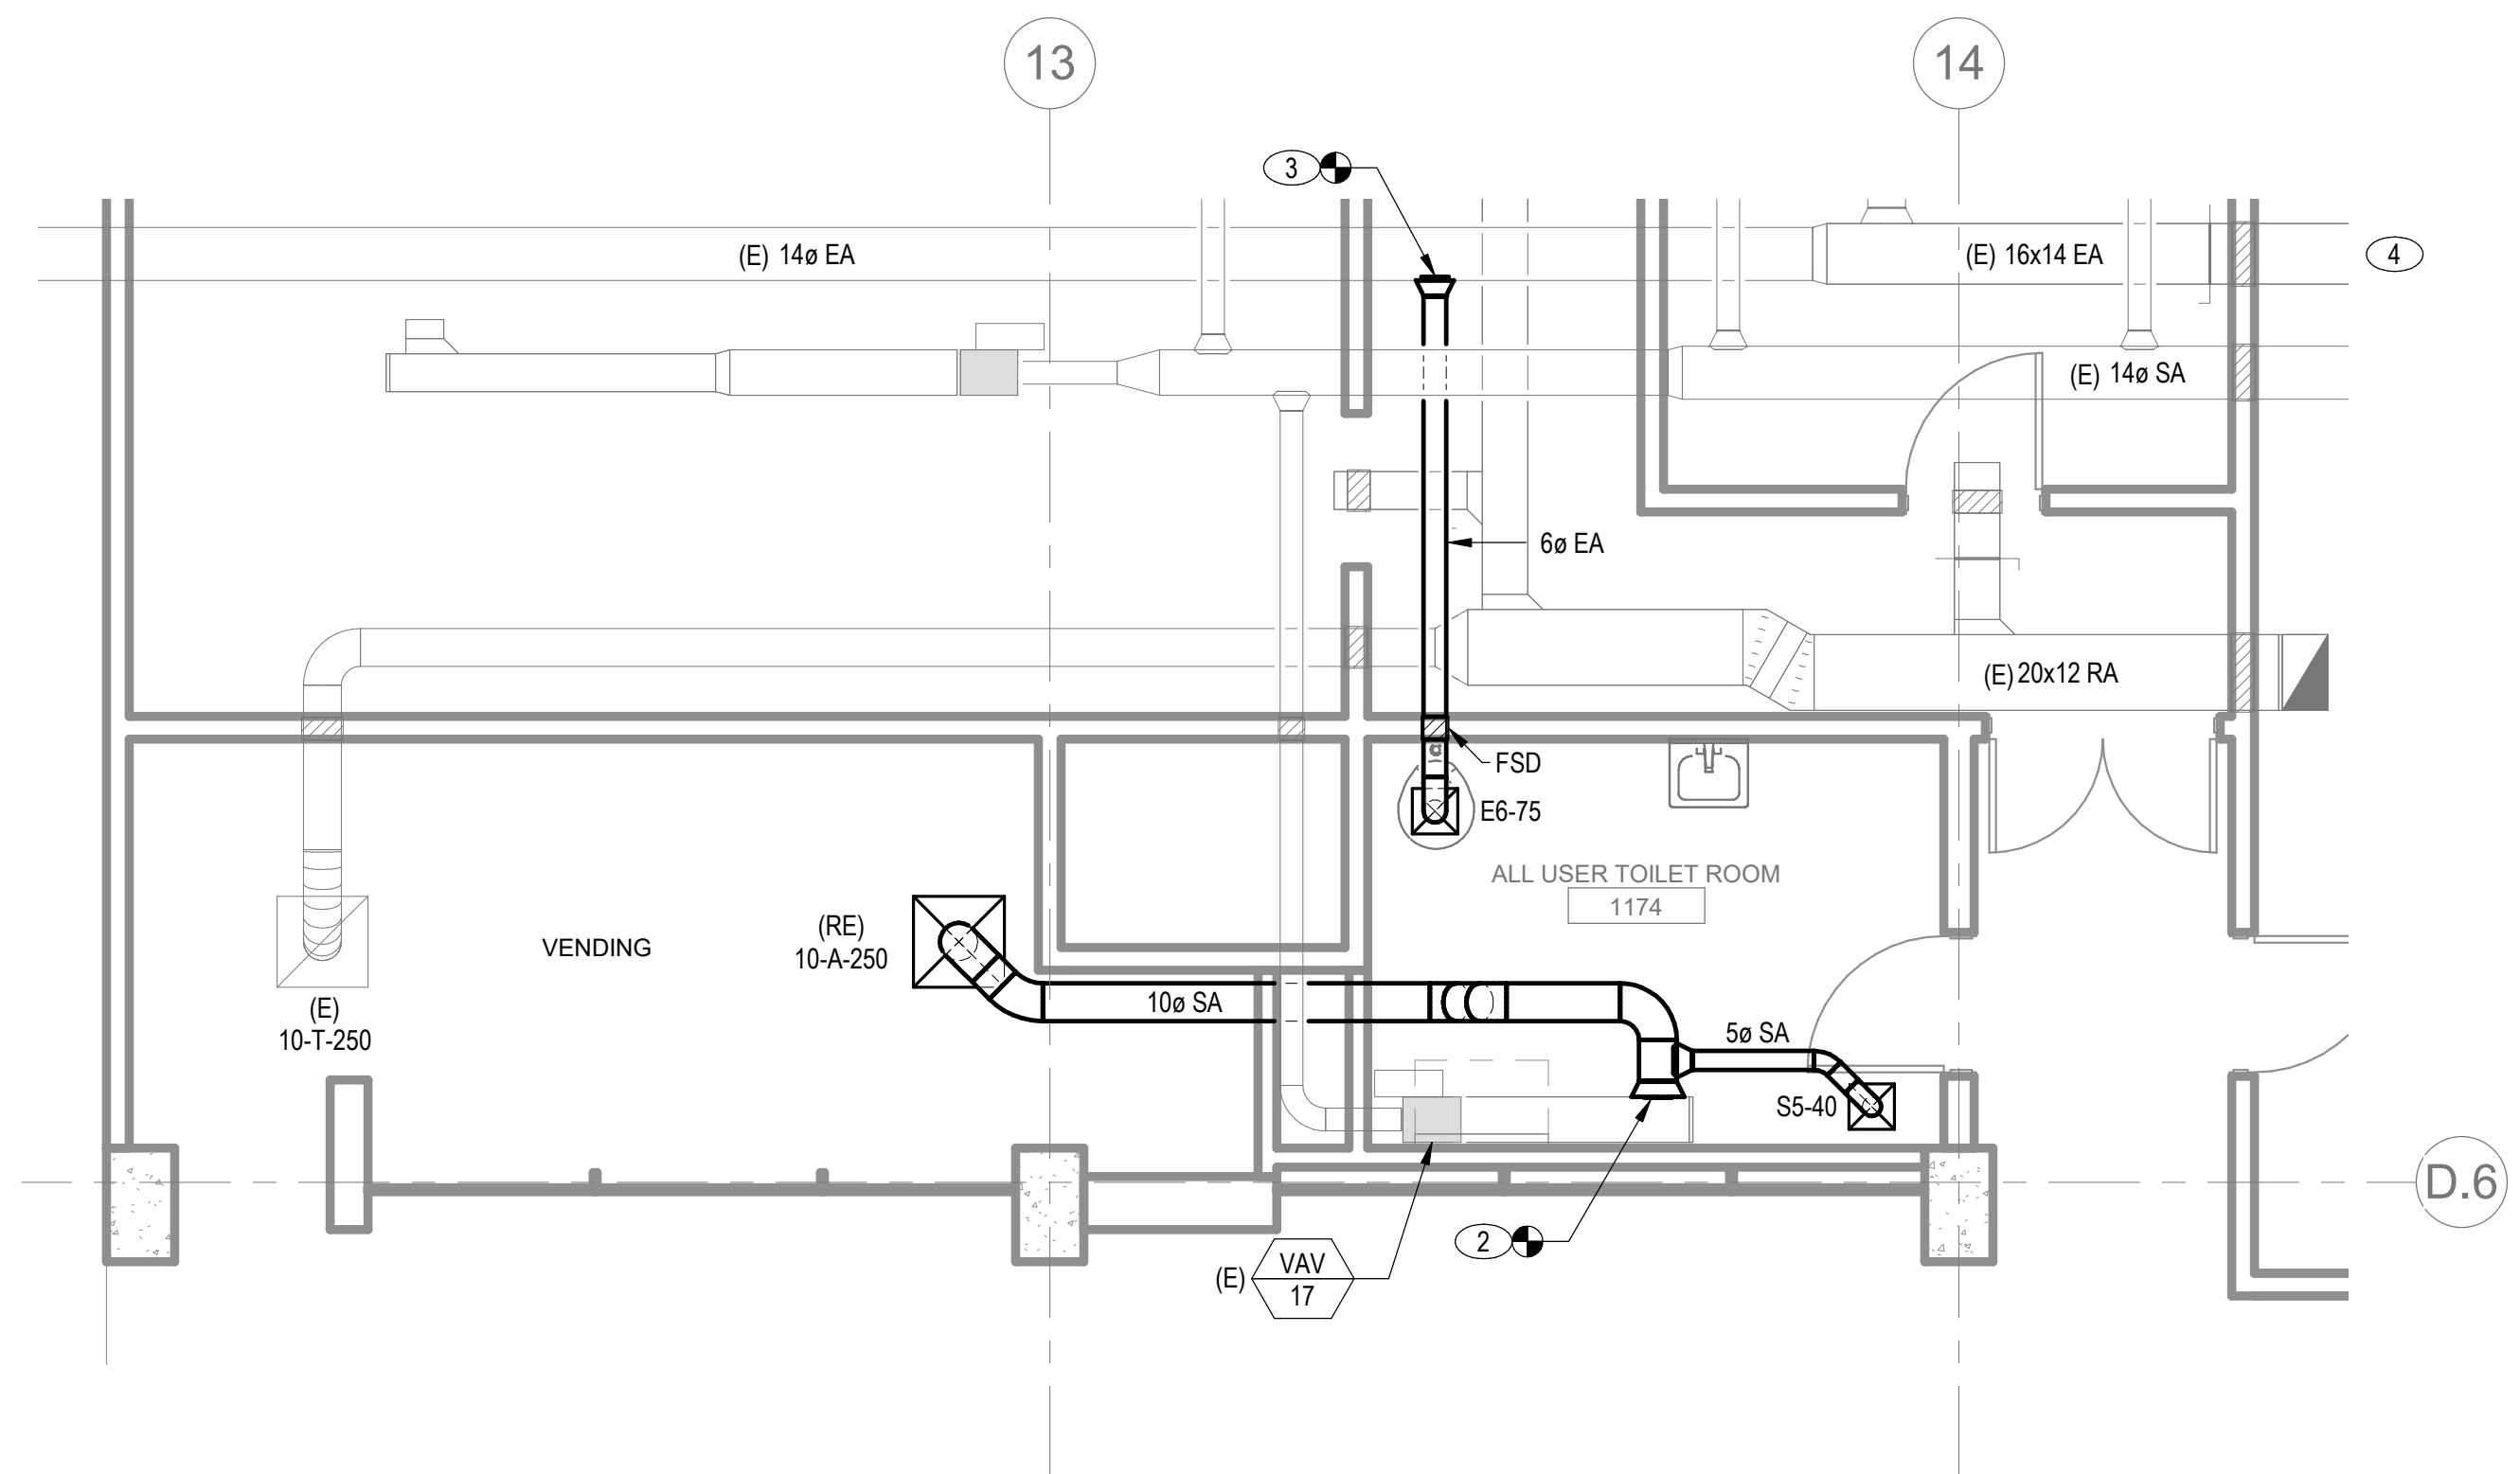 13
14
3
(E) 14ø EA
(E) 16x14 EA
4
(E) 14ø SA
6ø EA
(E) 20x12 RA
FSD
E6-75
ALL USER TOILET ROOM
1174
(RE)
10-A-250
VENDING
(E)
10-T-250
10ø SA
5ø SA
S5-40
D.6
2
(E)
VAV
17